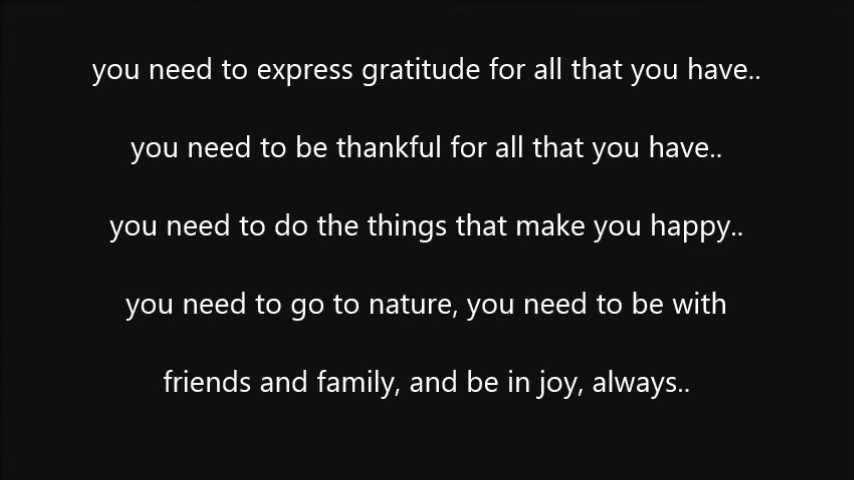 you need to express gratitude for all that you have..
you need to be thankful for all that you have..
you need to do the things that make you happy..
you need to go to nature, you need to be with
friends and family, and be in joy, always..